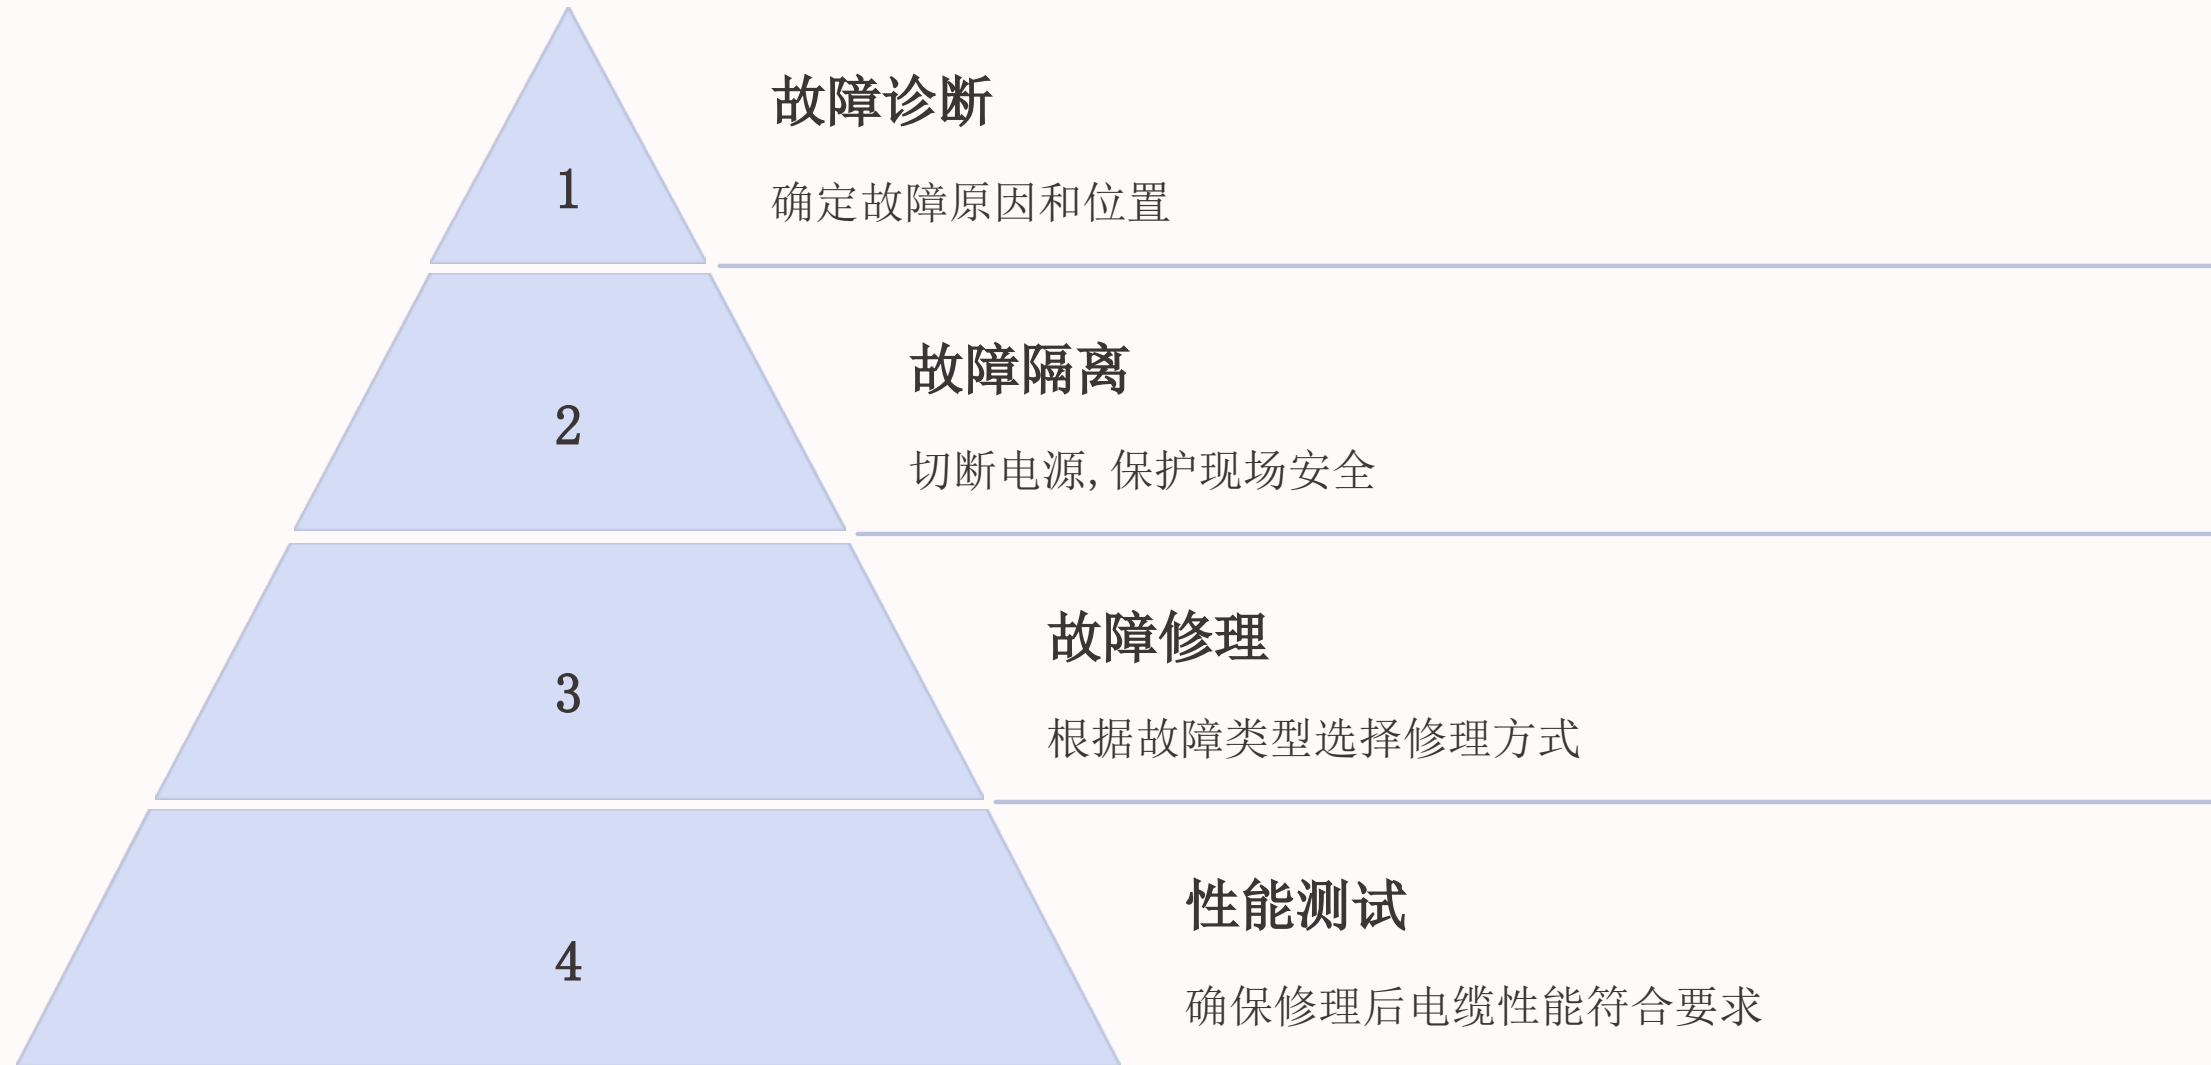 1
故障诊断
确定故障原因和位置
2
故障隔离
切断电源,保护现场安全
3
故障修理
根据故障类型选择修理方式
4
性能测试
确保修理后电缆性能符合要求